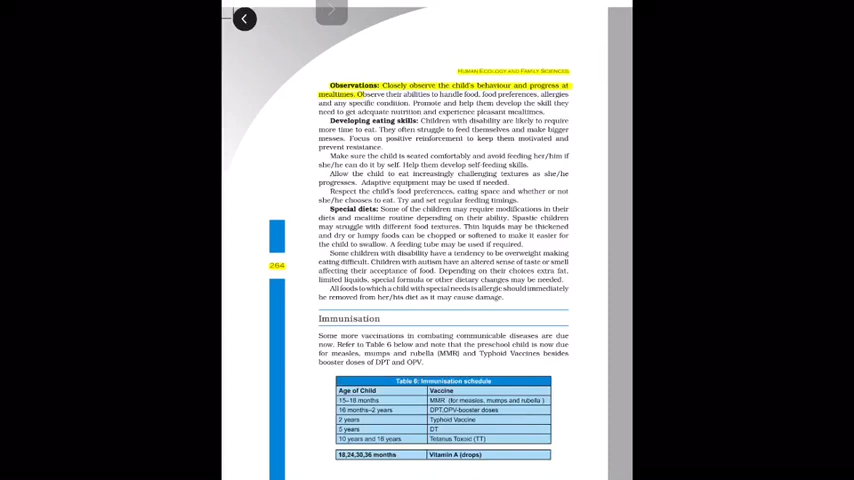 HUMAN ECOLOGY AND FAMILY SCIENCES
Observations: Closely observe the child's behaviour and progress at
mealtimes. Observe their abilities to handle food, food preferences, allergies
and any specific condition. Promote and help them develop the skill they
need to get adequate nutrition and experience pleasant mealtimes.
Developing eating skills: Children with disability are likely to require
more time to eat. They often struggle to feed themselves and make bigger
messes. Focus on positive reinforcement to keep them motivated and
prevent resistance.
Make sure the child is seated comfortably and avoid feeding her/him if
she/he can do it by self. Help them develop self-feeding skills.
Allow the child to eat increasingly challenging textures as she/he
progresses. Adaptive equipment may be used if needed.
Respect the child's food preferences, eating space and whether or not
she/he chooses to eat. Try and set regular feeding timings.
Special diets: Some of the children may require modifications in their
diets and mealtime routine depending on their ability. Spastic children
may struggle with different food textures. Thin liquids may be thickened
and dry or lumpy foods can be chopped or softened to make it easier for
the child to swallow. A feeding tube may be used if required.
Some children with disability have a tendency to be overweight making
eating difficult. Children with autism have an altered sense of taste or smell
affecting their acceptance of food. Depending on their choices extra fat,
limited liquids, special formula or other dietary changes may be needed.
All foods to which a child with special needs is allergic should immediately
be removed from her/his diet as it may cause damage.
264
Immunisation
Some more vaccinations in combating communicable diseases are due
now. Refer to Table 6 below and note that the preschool child is now due
for measles, mumps and rubella (MMR) and Typhoid Vaccines besides
booster doses of DPT and OPV.
Table 6: Immunisation schedule
Age of Child Vaccine
15–18 months MMR (for measles, mumps and rubella )
16 months–2 years DPT,OPV-booster doses
2 years Typhoid Vaccine
5 years DT
10 years and 16 years Tetanus Toxoid (TT)
18,24,30,36 months Vitamin A (drops)